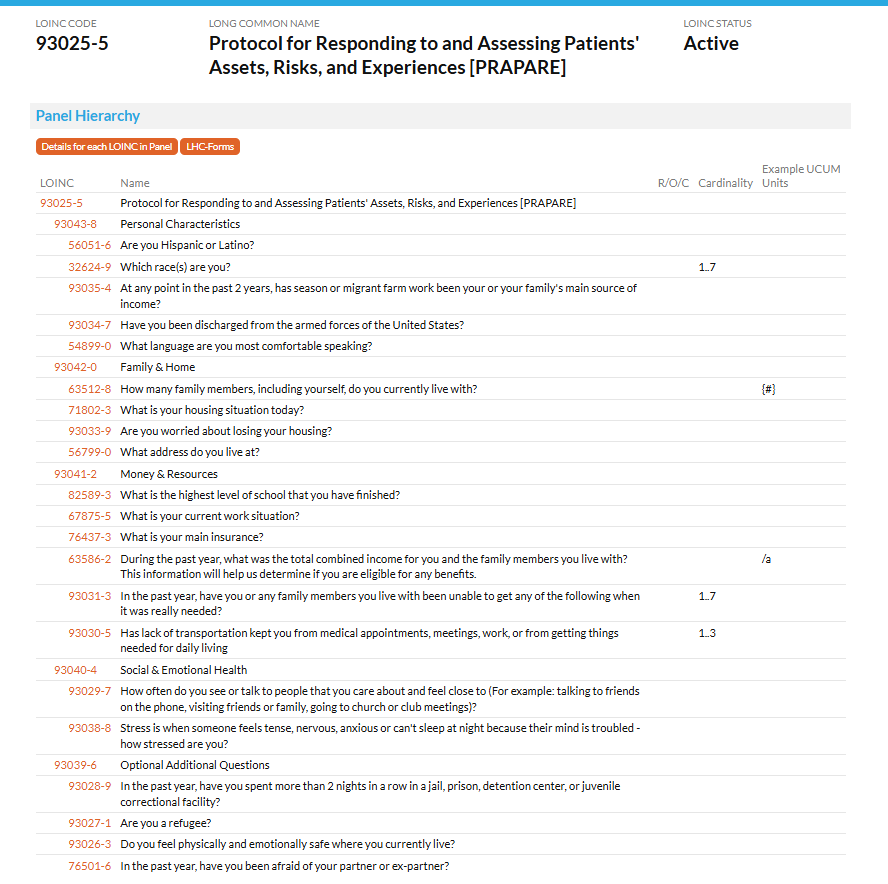 LOINC CODE
93025-5
LONG COMMON NAME
Protocol for Responding to and Assessing Patients'
Assets, Risks, and Experiences [PRAPARE]
LOINC STATUS
Active
Panel Hierarchy
Details for each LOINC in Panel LHC-Forms
LOINC Name R/O/C Cardinality Example UCUM
Units
93025-5 Protocol for Responding to and Assessing Patients' Assets, Risks, and Experiences [PRAPARE]
93043-8 Personal Characteristics
56051-6 Are you Hispanic or Latino?
32624-9 Which race(s) are you? 1..7
93035-4 At any point in the past 2 years, has season or migrant farm work been your or your family's main source of
income?
93034-7 Have you been discharged from the armed forces of the United States?
54899-0 What language are you most comfortable speaking?
93042-0 Family & Home
63512-8 How many family members, including yourself, do you currently live with? {#}
71802-3 What is your housing situation today?
93033-9 Are you worried about losing your housing?
56799-0 What address do you live at?
93041-2 Money & Resources
82589-3 What is the highest level of school that you have finished?
67875-5 What is your current work situation?
76437-3 What is your main insurance?
63586-2 During the past year, what was the total combined income for you and the family members you live with? /a
This information will help us determine if you are eligible for any benefits.
93031-3 In the past year, have you or any family members you live with been unable to get any of the following when 1..7
it was really needed?
93030-5 Has lack of transportation kept you from medical appointments, meetings, work, or from getting things 1..3
needed for daily living
93040-4 Social & Emotional Health
93029-7 How often do you see or talk to people that you care about and feel close to (For example: talking to friends
on the phone, visiting friends or family, going to church or club meetings)?
93038-8 Stress is when someone feels tense, nervous, anxious or can't sleep at night because their mind is troubled -
how stressed are you?
93039-6 Optional Additional Questions
93028-9 In the past year, have you spent more than 2 nights in a row in a jail, prison, detention center, or juvenile
correctional facility?
93027-1 Are you a refugee?
93026-3 Do you feel physically and emotionally safe where you currently live?
76501-6 In the past year, have you been afraid of your partner or ex-partner?